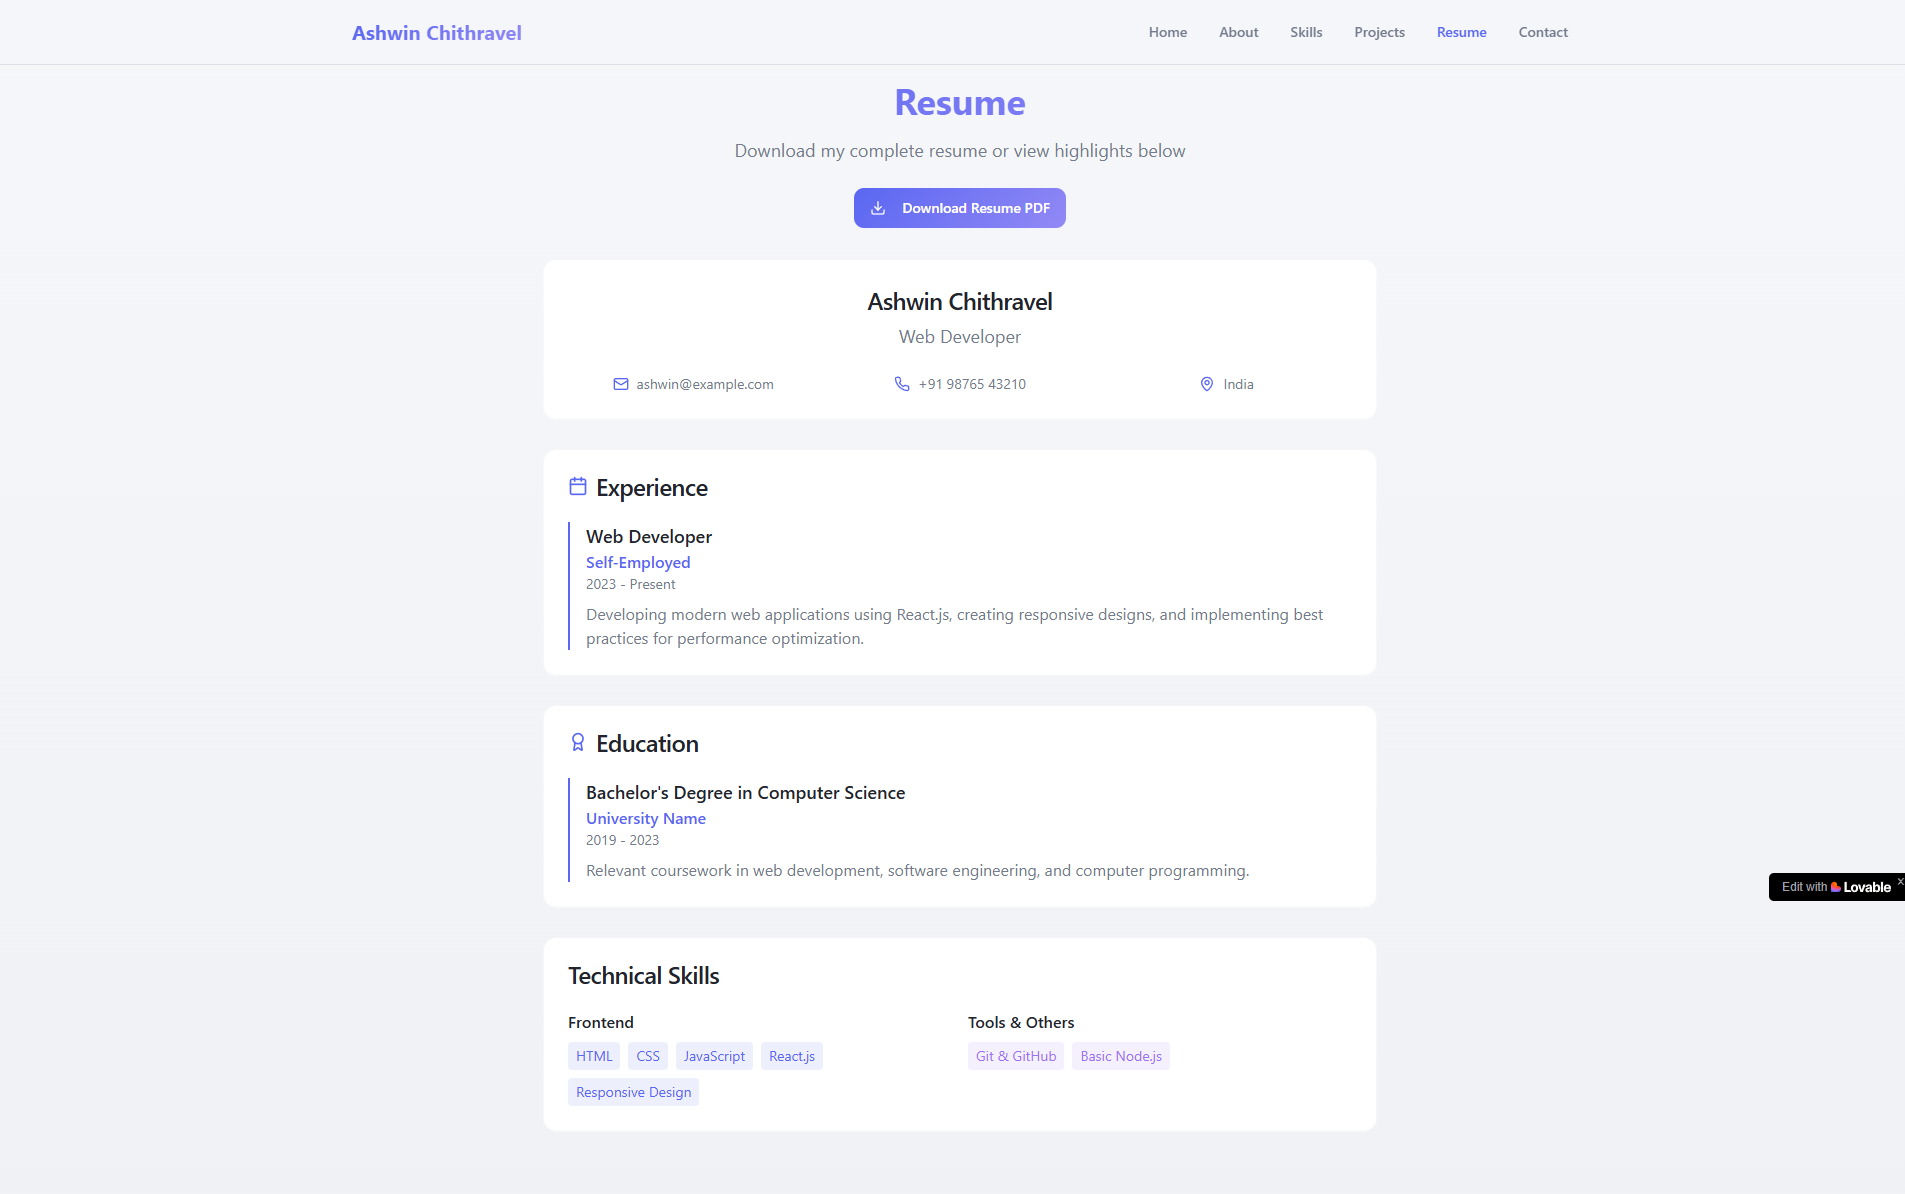 Ashwin Chithravel
Home About Skills Projects Resume Contact
Resume
Download my complete resume or view highlights below
Download Resume PDF
Ashwin Chithravel
Web Developer
ashwin@example.com +91 98765 43210 India
Experience
Web Developer
Self-Employed
2023 - Present
Developing modern web applications using React.js, creating responsive designs, and implementing best
practices for performance optimization.
Education
Bachelor's Degree in Computer Science
University Name
2019 - 2023
Relevant coursework in web development, software engineering, and computer programming.
Edit with Lovable x
Technical Skills
Frontend
HTML CSS JavaScript React.js
Responsive Design
Tools & Others
Git & GitHub Basic Node.js